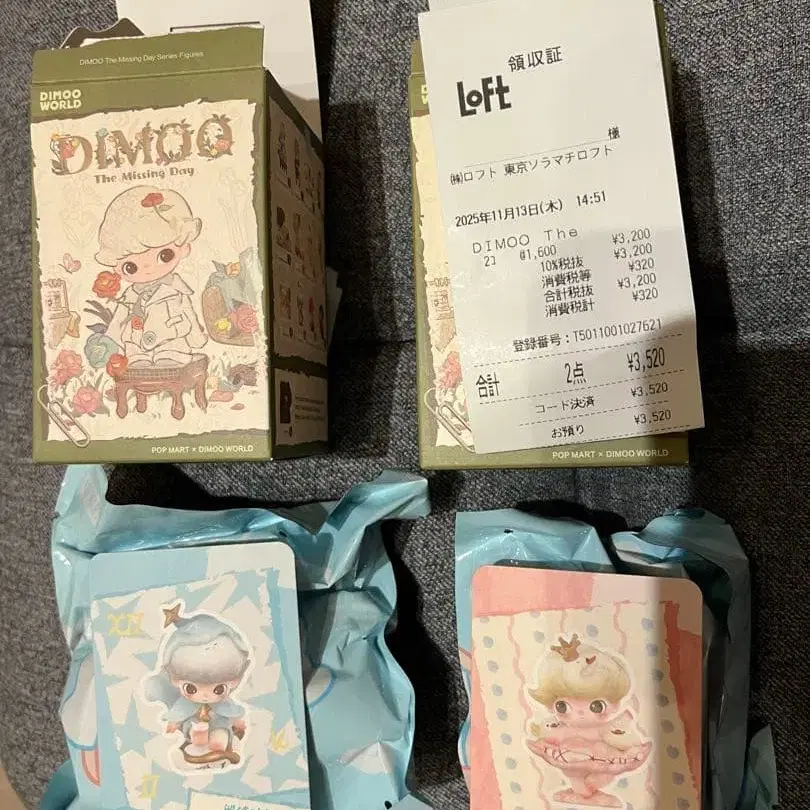 DIMOO The Missing Day Series Figures
DIMOO
WORLD
DIMOO
The Missing Day
POP MART × DIMOO WORLD
領収証
LOFT
様
㈱ロフト 東京ソラマチロフト
2025年11月13日(木) 14:51
DIMOO The ¥3,200
2コ @1,600 ¥3,200
10%税抜 ¥320
消費税等 ¥3,200
合計税抜 ¥320
消費税計
登録番号：T5011001027621
合計 2点 ¥3,520
コード決済 ¥3,520
お預り ¥3,520
POP MART × DIMOO WORLD
XII